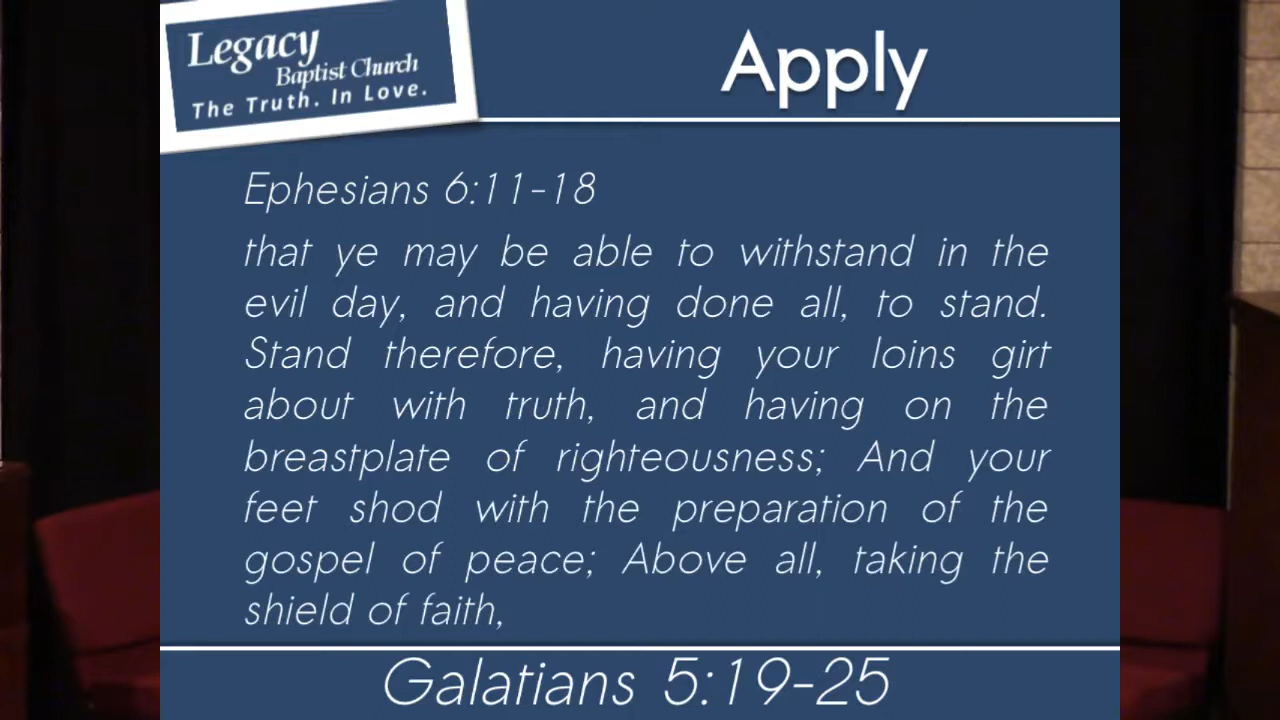 Legacy
Baptist Church
The Truth. In Love.
Apply
Ephesians 6:11-18
that ye may be able to withstand in the
evil day, and having done all, to stand.
Stand therefore, having your loins girt
about with truth, and having on the
breastplate of righteousness; And your
feet shod with the preparation of the
gospel of peace; Above all, taking the
shield of faith,
Galatians 5:19-25